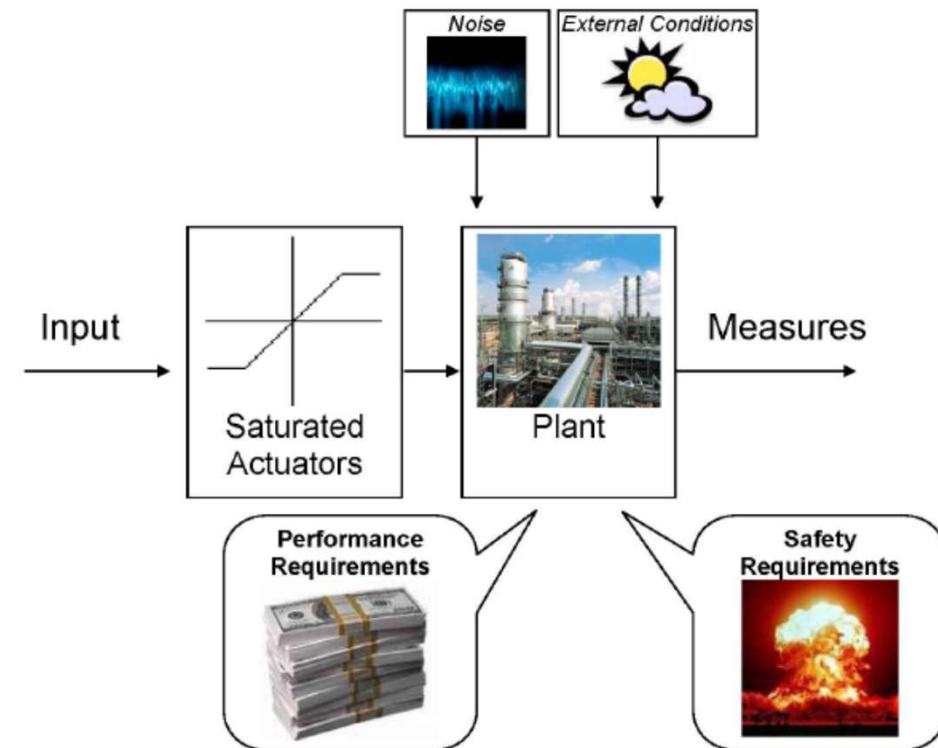 Noise
External Conditions
Input
Saturated
Actuators
Plant
Measures
Performance
Requirements
Safety
Requirements